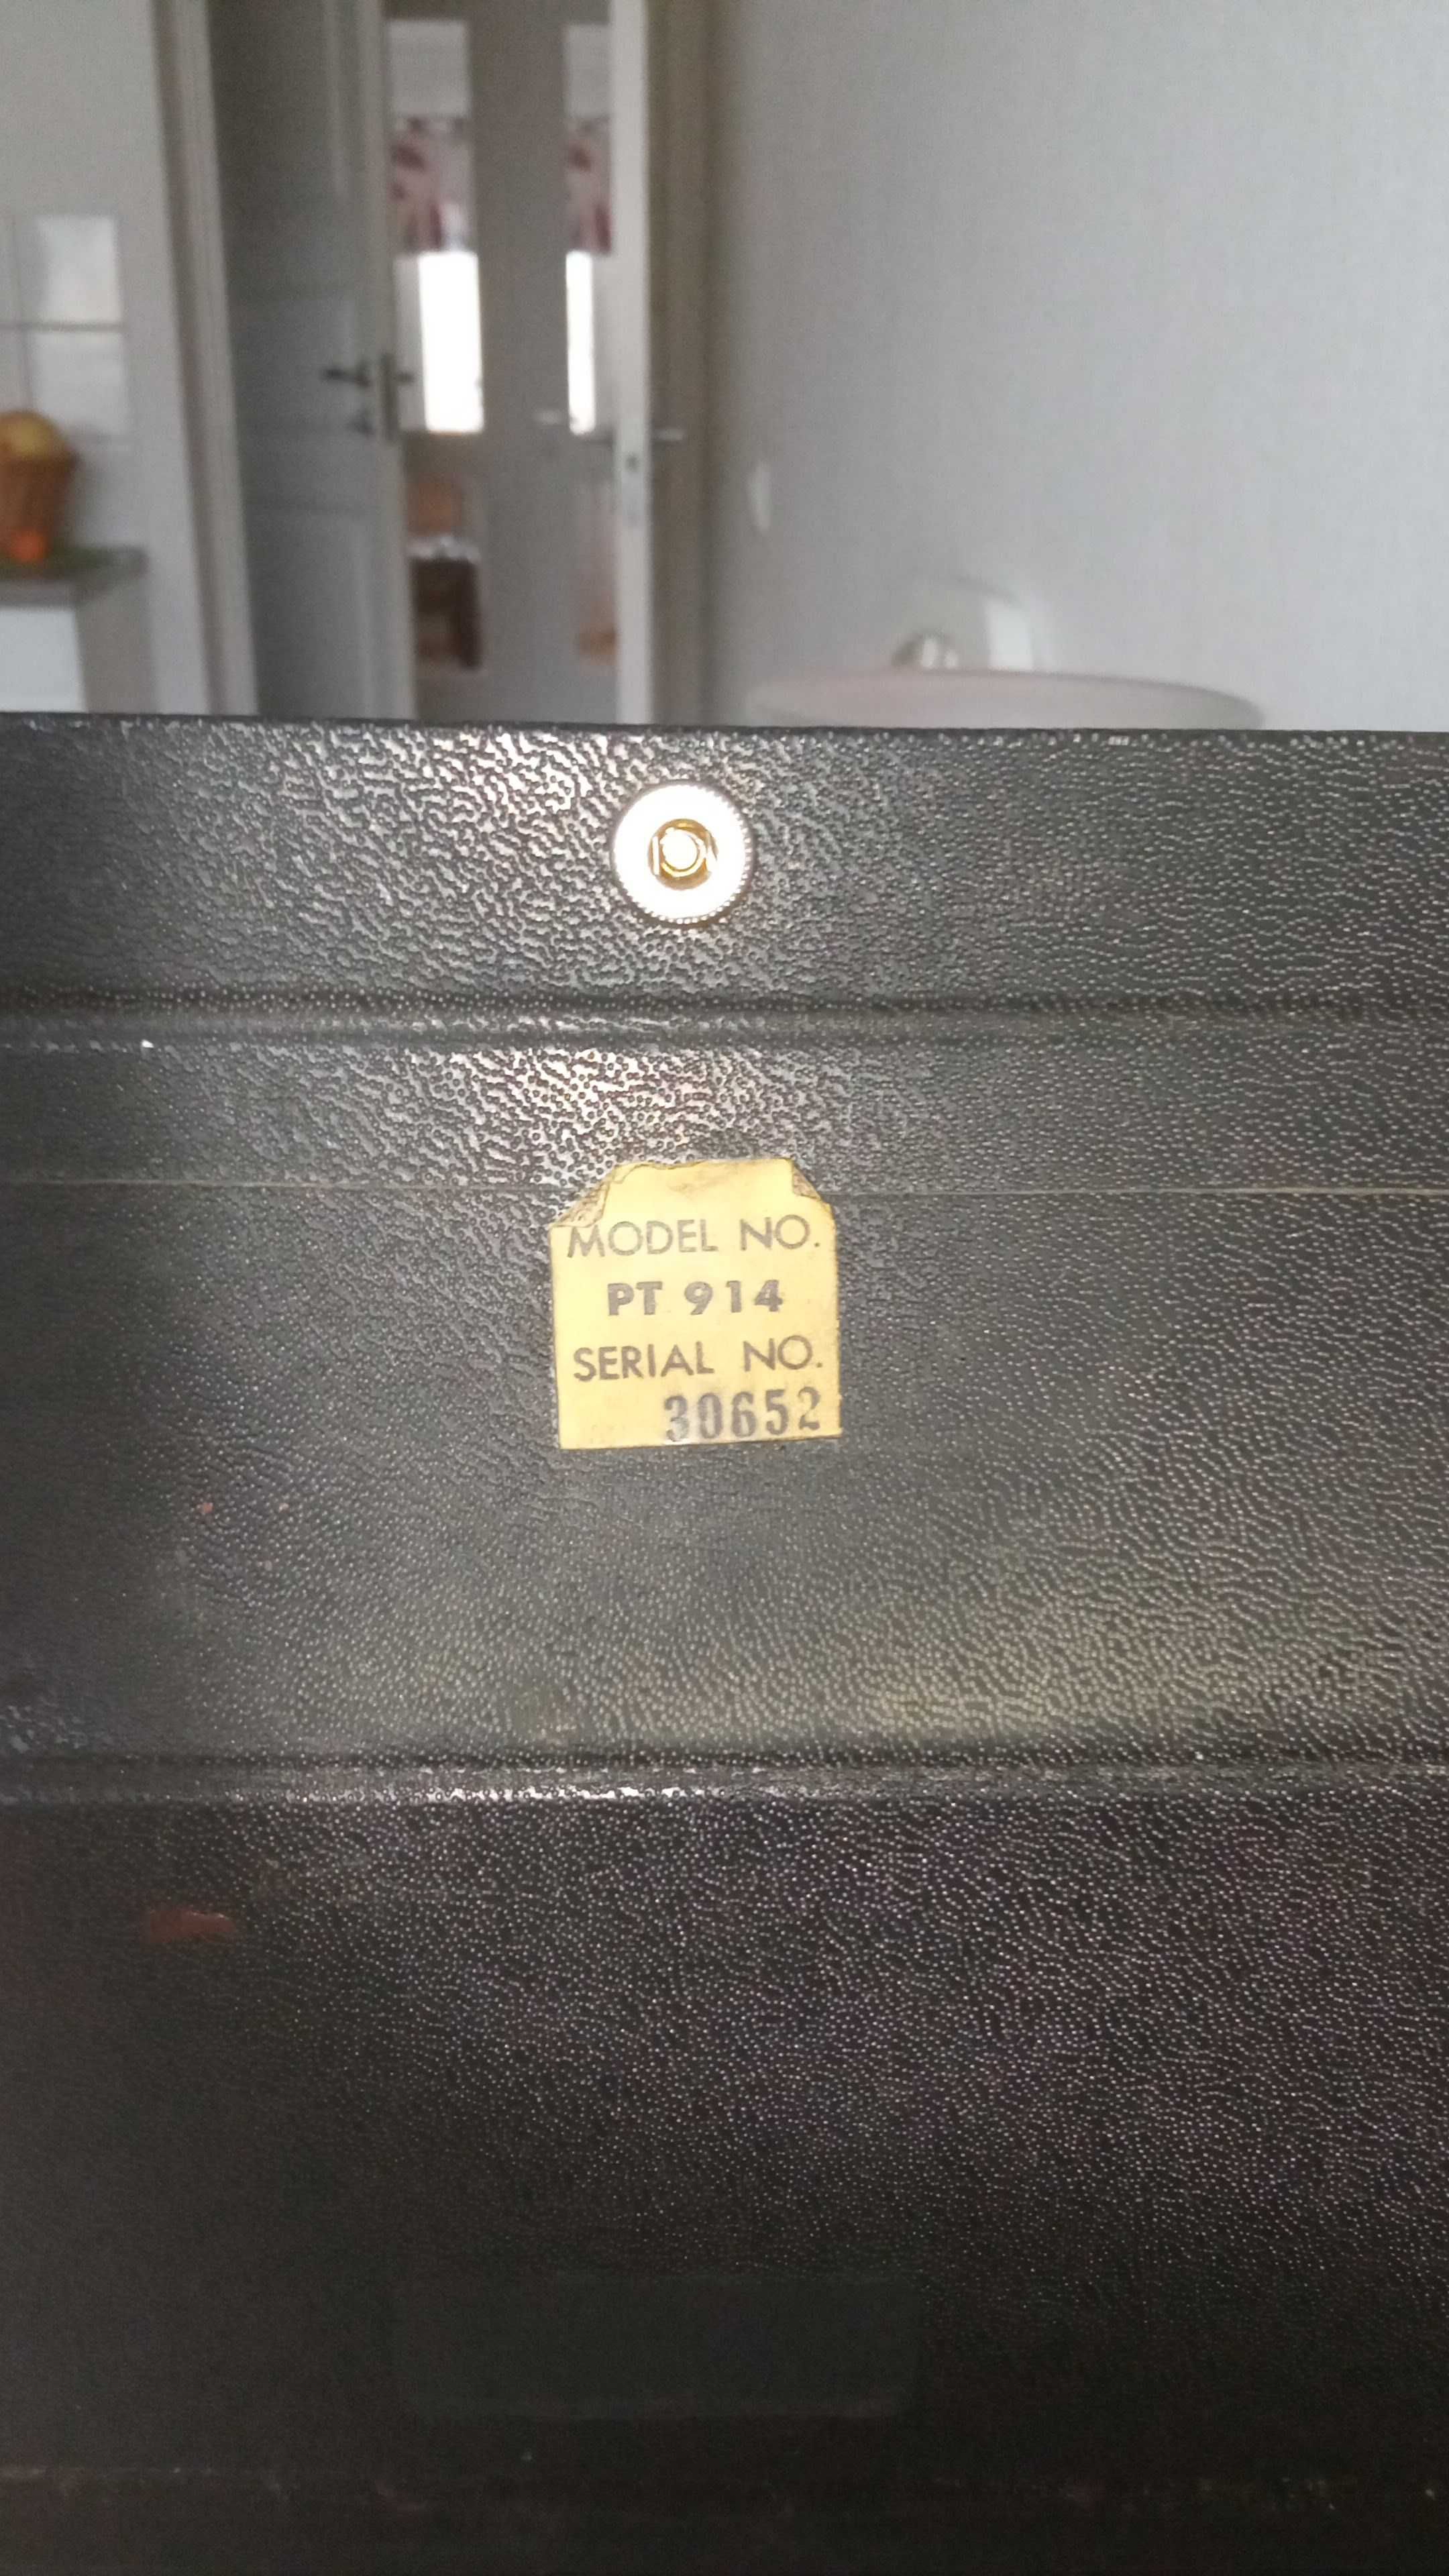 MODEL NO.
PT 914
SERIAL NO.
30652